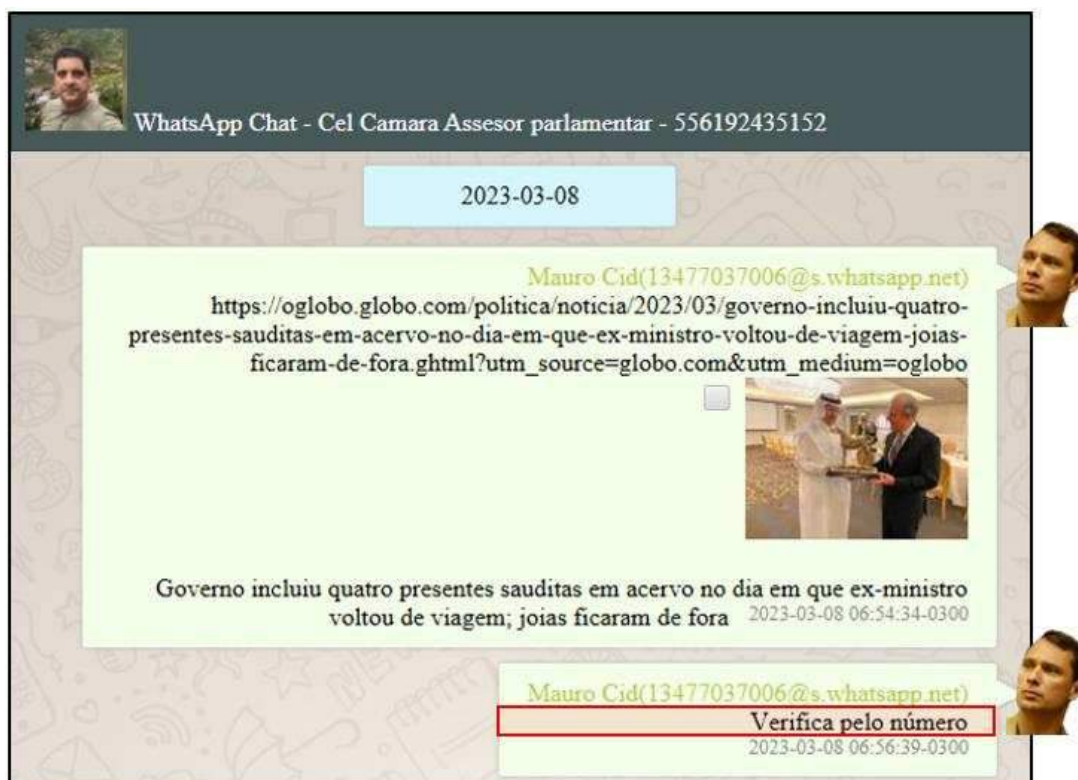 WhatsApp Chat - Cel Camara Assesor parlamentar - 556192435152
2023-03-08
Mauro Cid(13477037006@s.whatsapp.net)
https://oglobo.globo.com/politica/noticia/2023/03/governo-incluiu-quatro-
presentes-sauditas-em-acervo-no-dia-em-que-ex-ministro-voltou-de-viagem-joias-
ficaram-de-fora.ghtml?utm_source=globo.com&utm_medium=oglobo
Governo incluiu quatro presentes sauditas em acervo no dia em que ex-ministro
voltou de viagem; joias ficaram de fora 2023-03-08 06:54:34-0300
Mauro Cid(13477037006@s.whatsapp.net)
Verifica pelo número
2023-03-08 06:56:39-0300